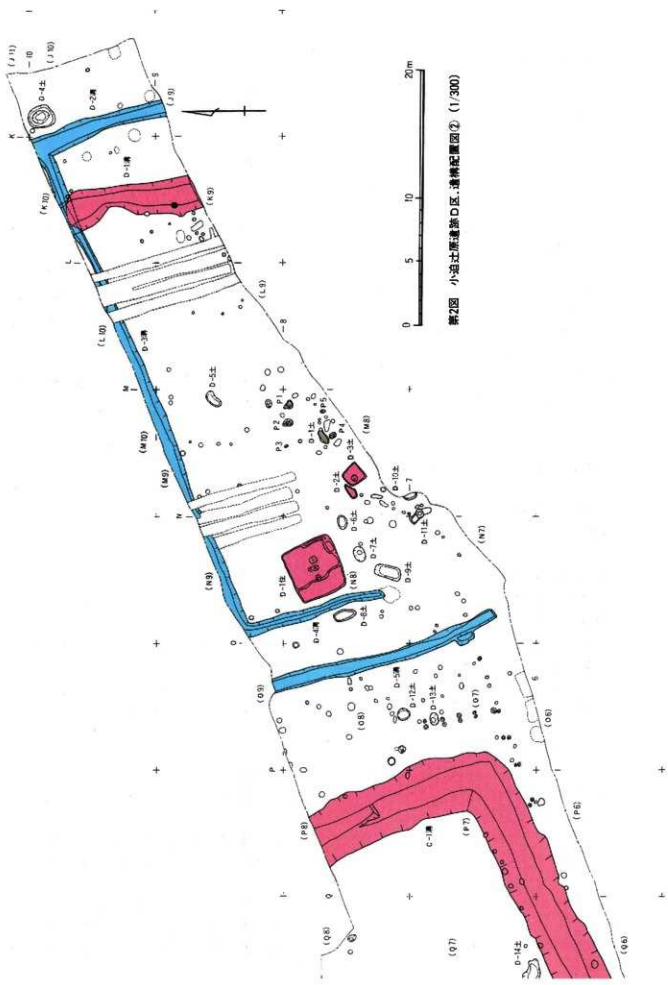 (J11)
10
(J10)
D-4土
D-2溝
9
(J9)
K
(K10)
D-1溝
(K9)
L
(L10)
D-3溝
(L9)
8
M
(M10)
D-5土
P1
P2
P3
D-1土
P5
P4
(M8)
(M9)
D-3土
D-2土
D-10土
7
N
D-6土
D-11土
(N7)
D-7土
D-1住
(N8)
D-9土
(N9)
D-4溝
D-8土
D-5溝
(O9)
(O8)
D-12土
D-13土
(O7)
6
(O6)
P
(P8)
C-1溝
(P7)
(P6)
Q
(Q8)
(Q7)
D-14土
(Q6)
0 5 10 20m
第2図 小迫辻原遺跡D区遺構配置図② (1/300)